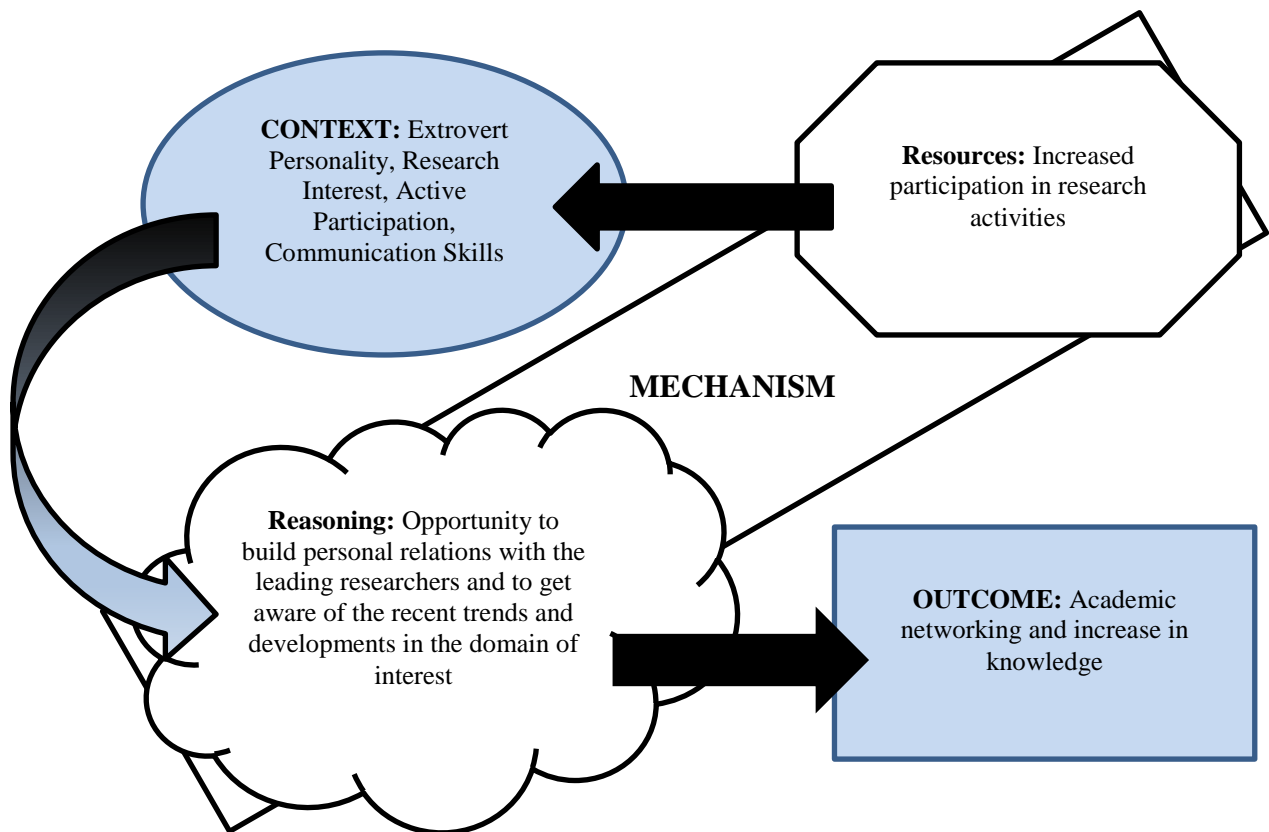 CONTEXT: Extrovert
Personality, Research
Interest, Active
Participation,
Communication Skills
Resources: Increased
participation in research
activities
MECHANISM
Reasoning: Opportunity to
build personal relations with the
leading researchers and to get
aware of the recent trends and
developments in the domain of
interest
OUTCOME: Academic
networking and increase in
knowledge